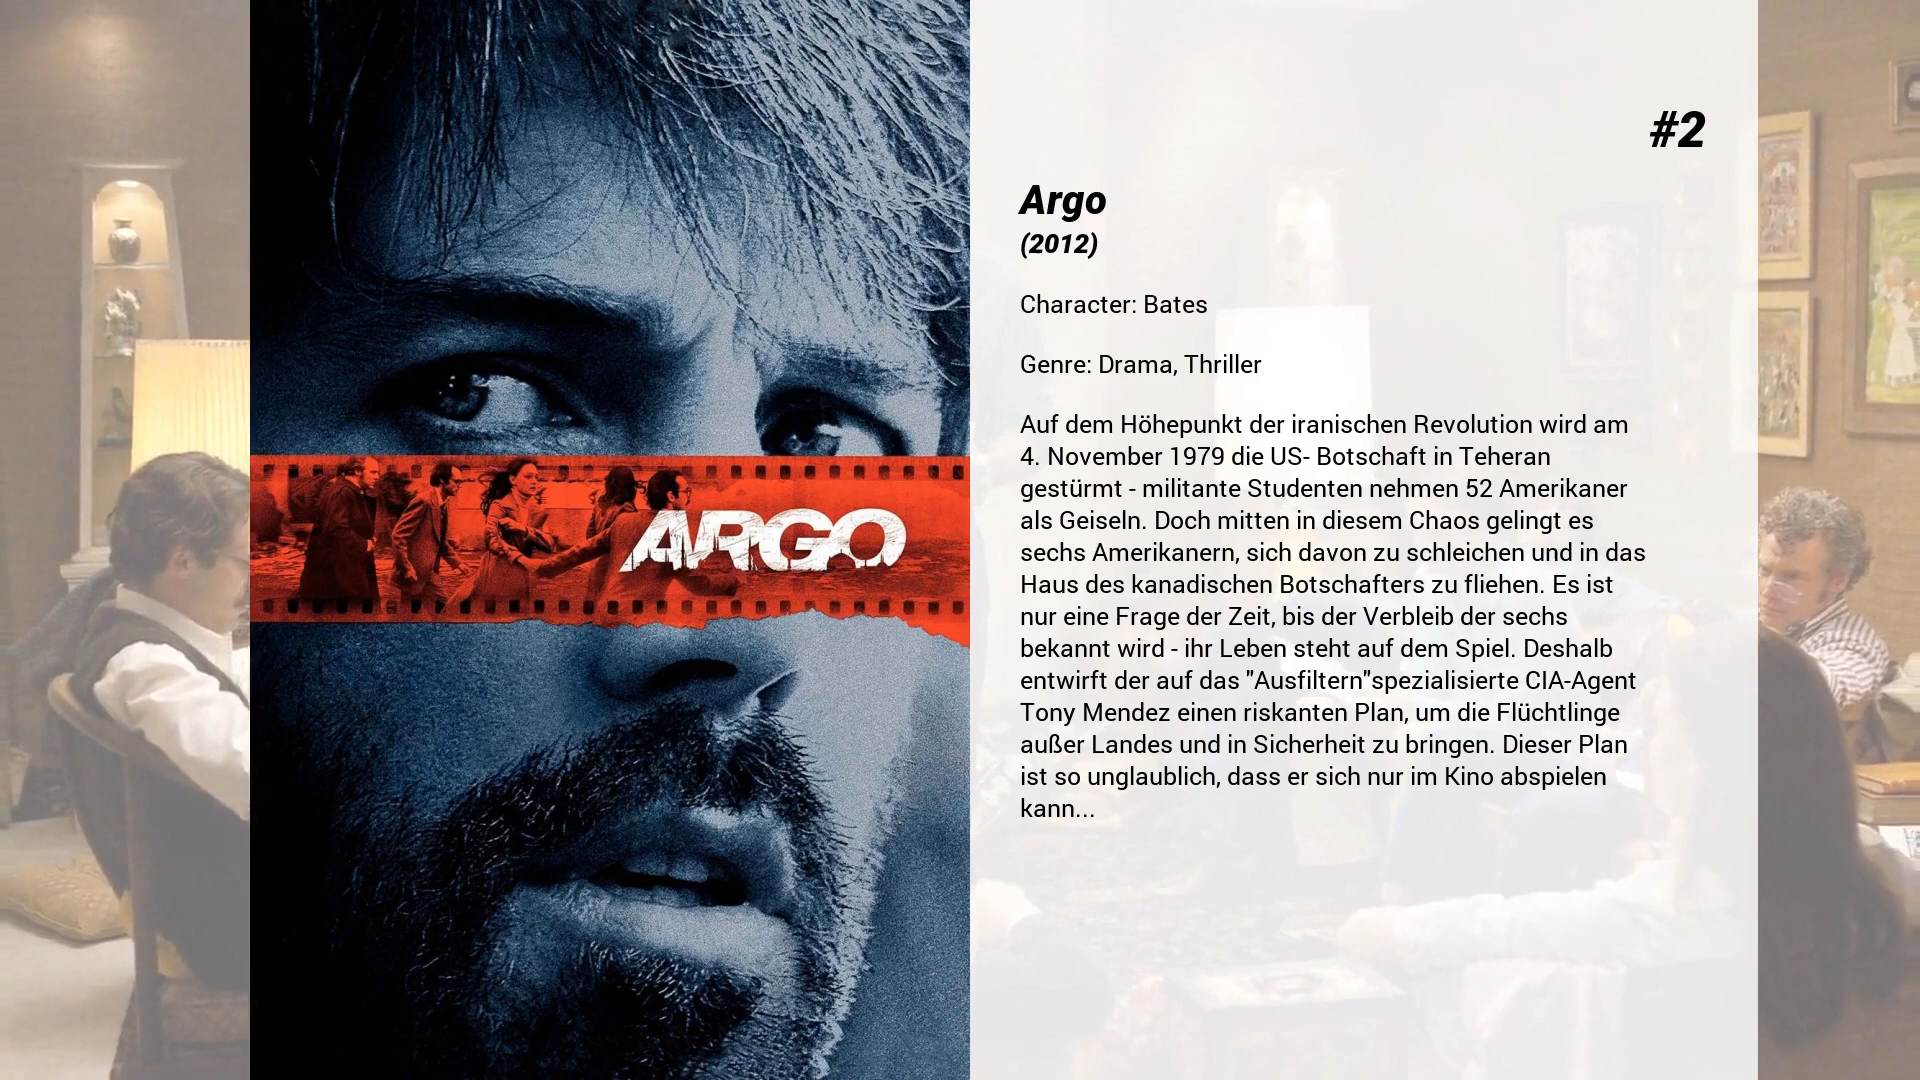 #2
Argo
(2012)
Character: Bates
Genre: Drama, Thriller
Auf dem Höhepunkt der iranischen Revolution wird am
4. November 1979 die US- Botschaft in Teheran
gestürmt - militante Studenten nehmen 52 Amerikaner
als Geiseln. Doch mitten in diesem Chaos gelingt es
sechs Amerikanern, sich davon zu schleichen und in das
Haus des kanadischen Botschafters zu fliehen. Es ist
nur eine Frage der Zeit, bis der Verbleib der sechs
bekannt wird - ihr Leben steht auf dem Spiel. Deshalb
entwirft der auf das "Ausfiltern"spezialisierte CIA-Agent
Tony Mendez einen riskanten Plan, um die Flüchtlinge
außer Landes und in Sicherheit zu bringen. Dieser Plan
ist so unglaublich, dass er sich nur im Kino abspielen
kann...
ARGO